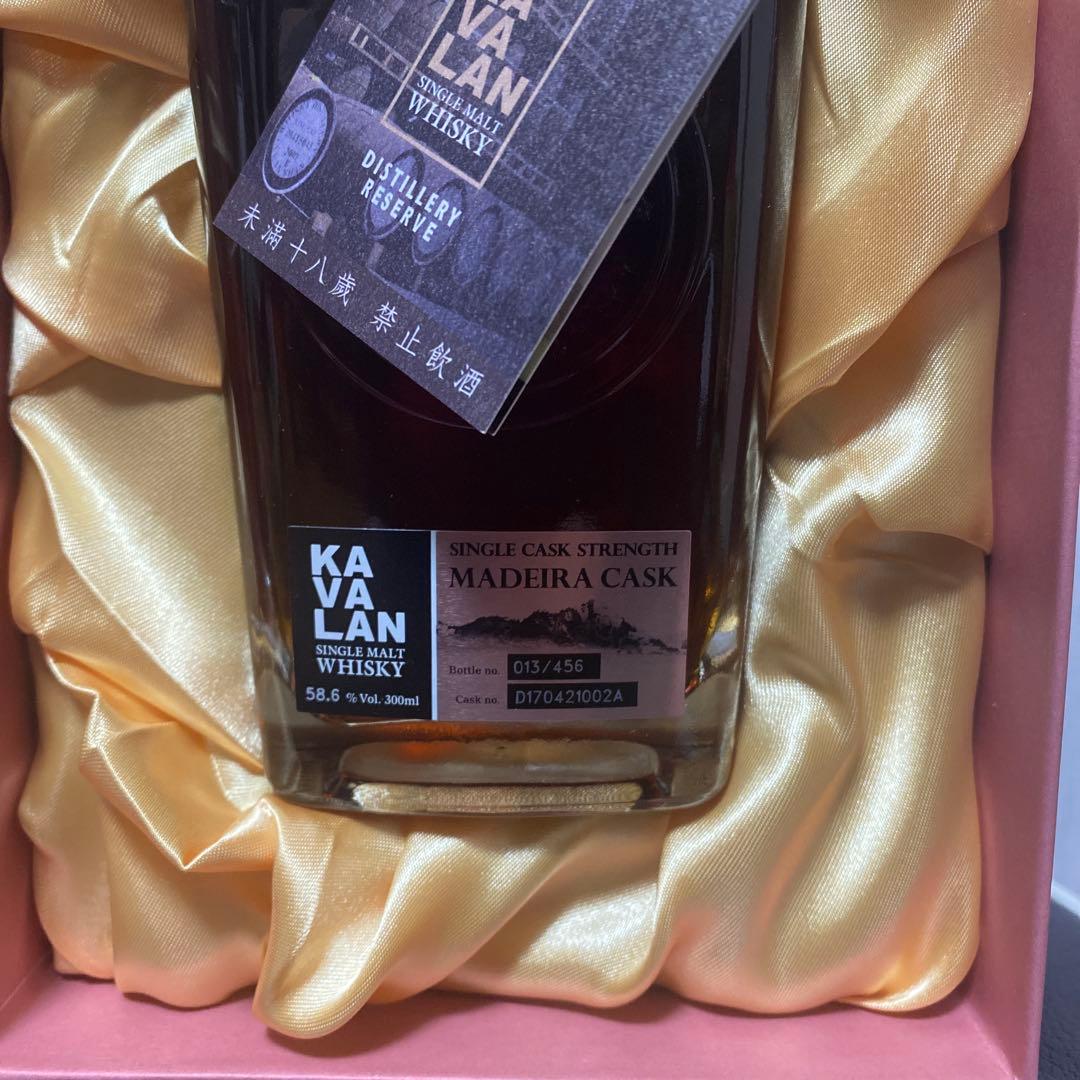 KA
VA
LAN
SINGLE MALT
WHISKY
DISTILLERY
RESERVE
未滿十八歲 禁止飲酒
KA
VA
LAN
SINGLE MALT
WHISKY
58.6 % Vol. 300ml
SINGLE CASK STRENGTH
MADEIRA CASK
Bottle no. 013/456
Cask no. D170421002A